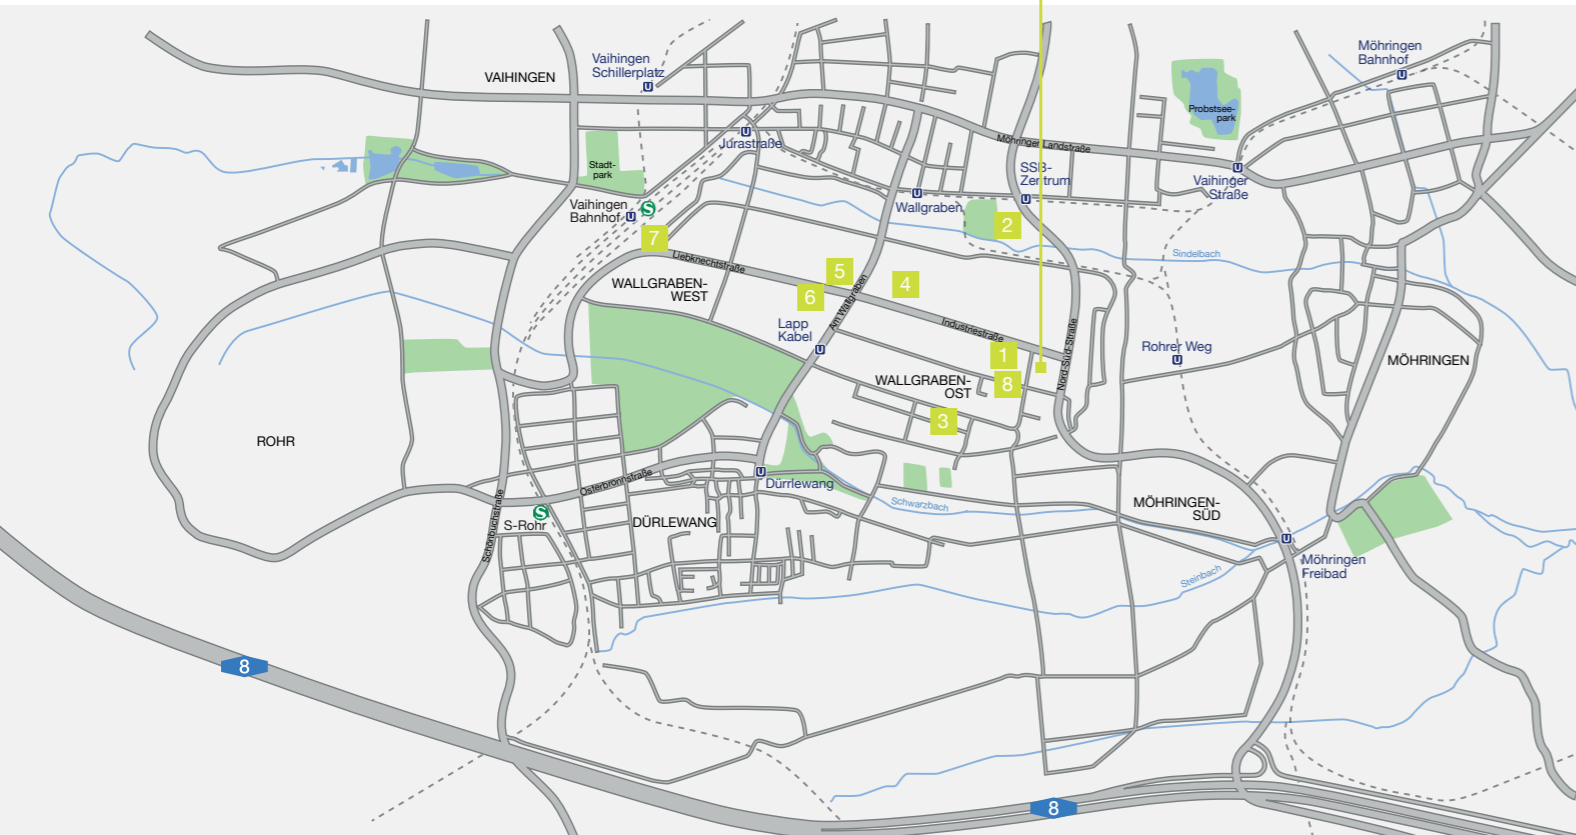 Vaihingen
Schillerplatz
U
VAIHINGEN
Möhringen
Bahnhof
U
Probstsee-
park
U
Jurastraße
Möhringer Landstraße
Stadt-
park
SSB-
Zentrum
U
U
Vaihinger
Straße
Vaihingen
Bahnhof
U
S
U
Wallgraben
2
7
Liebknechtstraße
Sindelbach
5
4
WALLGRABEN-
WEST
6
Am Wallgraben
Lapp
Kabel
U
Industriestraße
Nord-Süd-Straße
Rohrer Weg
U
1
MÖHRINGEN
WALLGRABEN-
OST
8
3
ROHR
Osterbronnstraße
U
Dürrlewang
Schönbuchstraße
Schwarzbach
MÖHRINGEN-
SÜD
S
S-Rohr
DÜRLEWANG
U
Möhringen
Freibad
Steinbach
8
8